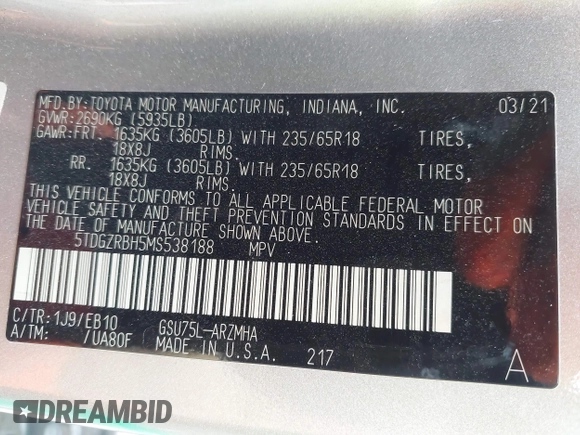 MFD.BY:TOYOTA MOTOR MANUFACTURING, INDIANA, INC. 03/21
GVWR:2690KG (5935LB)
GAWR:FRT. 1635KG (3605LB) WITH 235/65R18 TIRES,
18X8J RIMS.
RR. 1635KG (3605LB) WITH 235/65R18 TIRES,
18X8J RIMS.
THIS VEHICLE CONFORMS TO ALL APPLICABLE FEDERAL MOTOR
VEHICLE SAFETY AND THEFT PREVENTION STANDARDS IN EFFECT ON
THE DATE OF MANUFACTURE SHOWN ABOVE.
5TDGZRBH5MS538188 MPV
C/TR:1J9/EB10 GSU75L-ARZMHA
A/TM: /UA80F MADE IN U.S.A. 217 A
DREAMBID